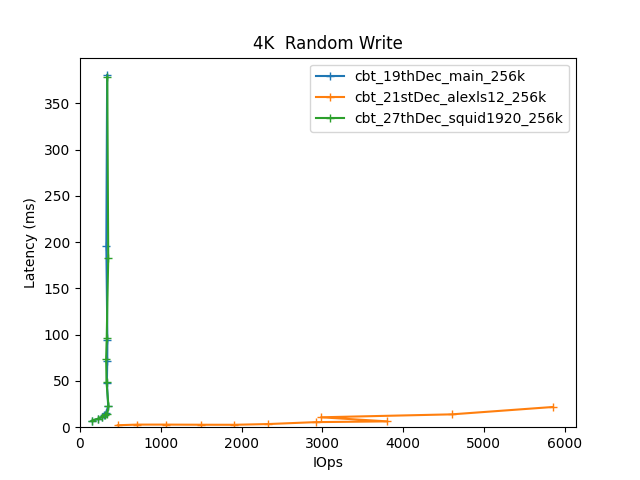 4K  Random Write
cbt_19thDec_main_256k
cbt_21stDec_alexls12_256k
cbt_27thDec_squid1920_256k
Latency (ms)
350
300
250
200
150
100
50
0
0 1000 2000 3000 4000 5000 6000
IOps